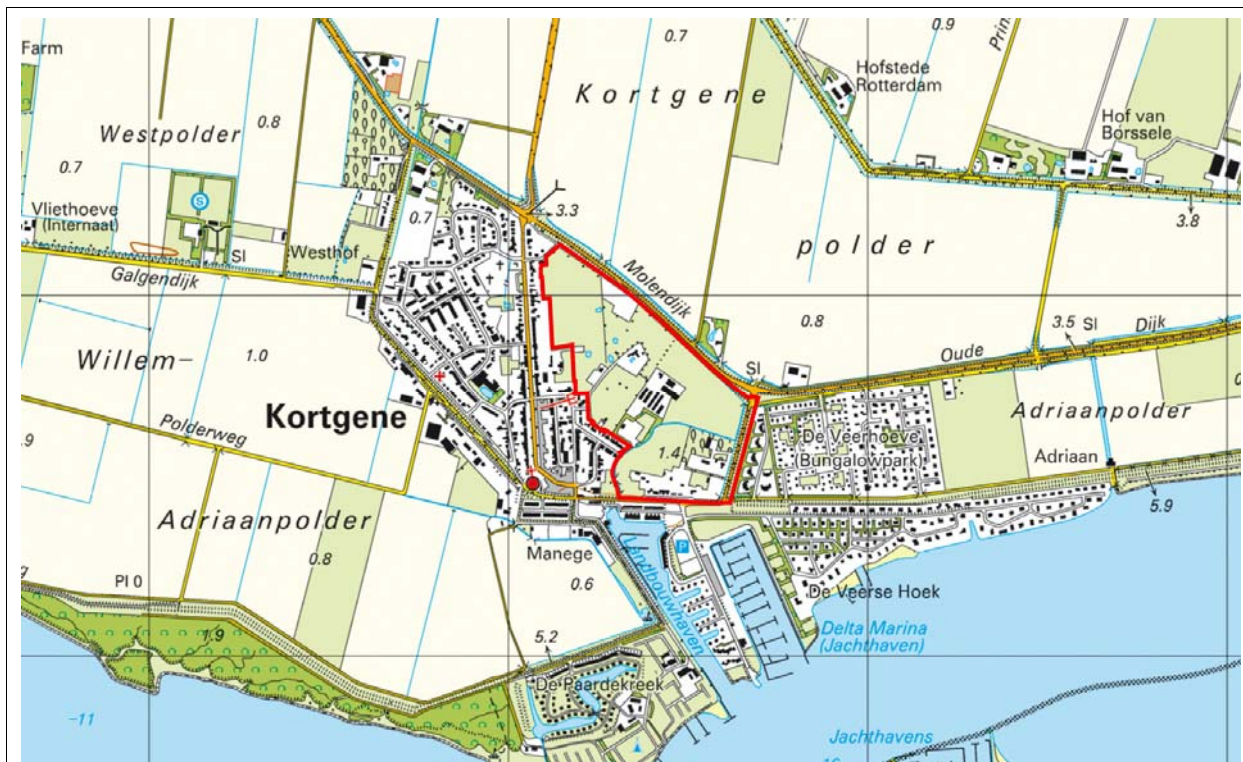 Farm
0.7
0.9
Prin
Hofstede
Rotterdam
Kortgene
Westpolder
0.8
Hof van
Borssele
0.7
S
0.7
3.3
3.8
Vliethoeve
(Internaat)
SI
Westhof
polder
Galgendijk
Molendijk
0.8
3.5
SI
Dijk
Willem-
1.0
Oude
SI
Kortgene
Adriaanpolder
.9
Polderweg
1.4
De Veerhoeve
(Bungalowpark)
Adriaan
5.9
Adriaanpolder
0.8
Manege
P
0.6
Landbouwhaven
De Veerse Hoek
PI 0
1.9
5.2
Delta Marina
(Jachthaven)
De Paardekreek
-11
Jachthavens